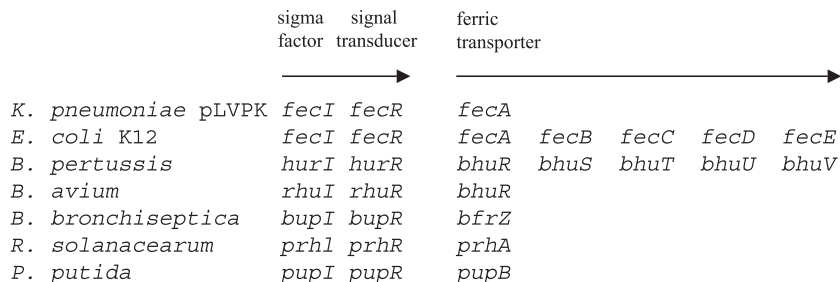 sigma signal ferric
factor transducer transporter
K. pneumoniae pLVPK fecI fecR fecA
E. coli K12 fecI fecR fecA fecB fecC fecD fecE
B. pertussis hurI hurR bhuR bhuS bhuT bhuU bhuV
B. avium rhuI rhuR bhuR
B. bronchiseptica bupI bupR bfrZ
R. solanacearum prhl prhR prhA
P. putida pupI pupR pupB